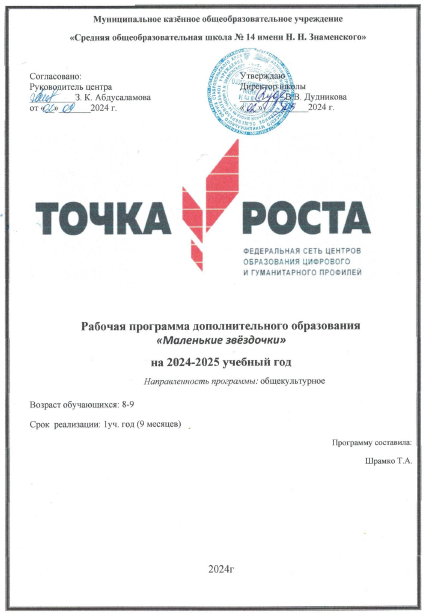 Муниципальное казённое общеобразовательное учреждение
«Средняя общеобразовательная школа № 14 имени Н. Н. Знаменского»
Согласовано:
Руководитель центра
З. К. Абдусаламова
от « » 2024 г.
Утверждаю
Директор школы
В.В. Дудникова
« » 2024 г.
ТОЧКА РОСТА
ФЕДЕРАЛЬНАЯ СЕТЬ ЦЕНТРОВ
ОБРАЗОВАНИЯ ЦИФРОВОГО
И ГУМАНИТАРНОГО ПРОФИЛЕЙ
Рабочая программа дополнительного образования
«Маленькие звёздочки»
на 2024-2025 учебный год
Направленность программы: общекультурное
Возраст обучающихся: 8-9
Срок реализации: 1уч. год (9 месяцев)
Программу составила:
Шрамко Т.А.
2024г